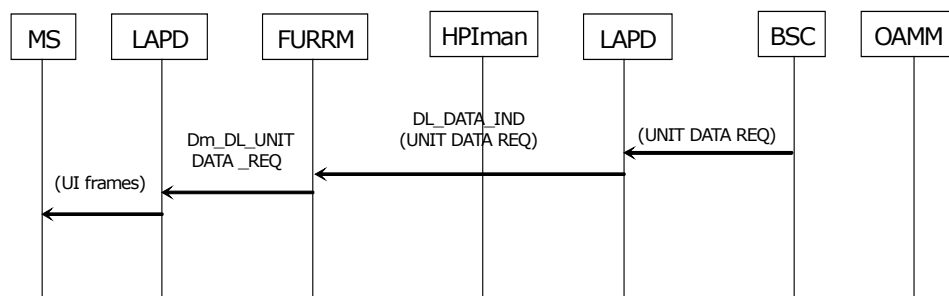 MS LAPD FURRM HPIman LAPD BSC OAMM
DL_DATA_IND
(UNIT DATA REQ)
(UNIT DATA REQ)
Dm_DL_UNIT
DATA _REQ
(UI frames)